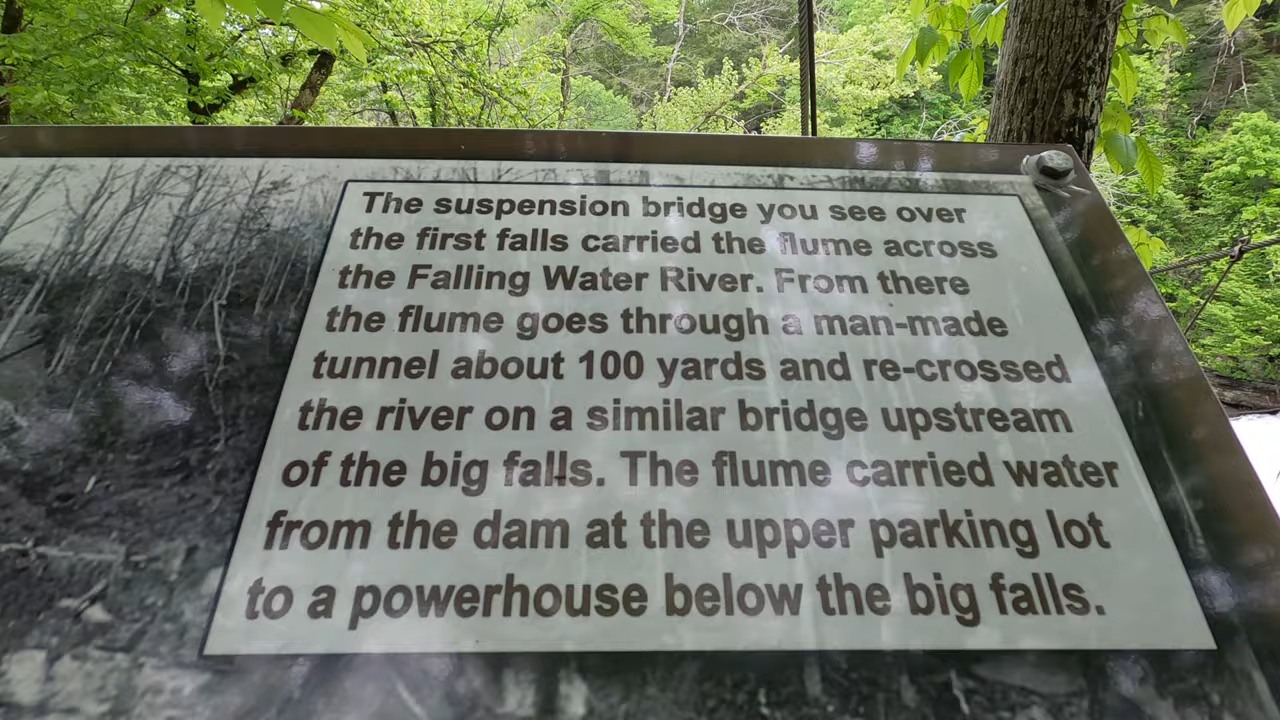 The suspension bridge you see over
the first falls carried the flume across
the Falling Water River. From there
the flume goes through a man-made
tunnel about 100 yards and re-crossed
the river on a similar bridge upstream
of the big falls. The flume carried water
from the dam at the upper parking lot
to a powerhouse below the big falls.